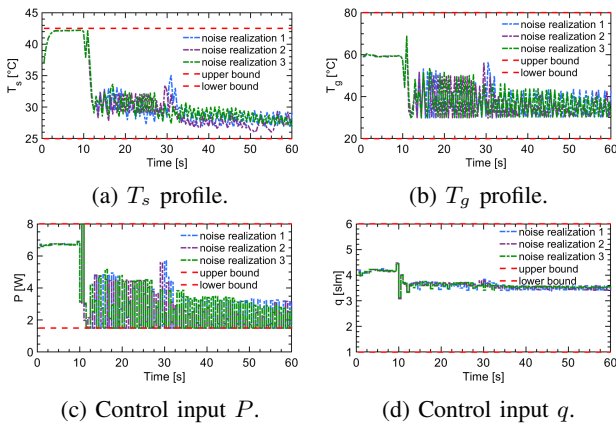 45
40
35
30
25
T_s [°C]
0 10 20 30 40 50 60
Time [s]
noise realization 1
noise realization 2
noise realization 3
upper bound
lower bound
(a) T_s profile.
80
60
40
20
T_g [°C]
0 10 20 30 40 50 60
Time [s]
noise realization 1
noise realization 2
noise realization 3
upper bound
lower bound
(b) T_g profile.
8
6
4
2
0
P [W]
0 10 20 30 40 50 60
Time [s]
noise realization 1
noise realization 2
noise realization 3
upper bound
lower bound
(c) Control input P.
6
5
4
3
2
1
q [slm]
0 10 20 30 40 50 60
Time [s]
noise realization 1
noise realization 2
noise realization 3
upper bound
lower bound
(d) Control input q.